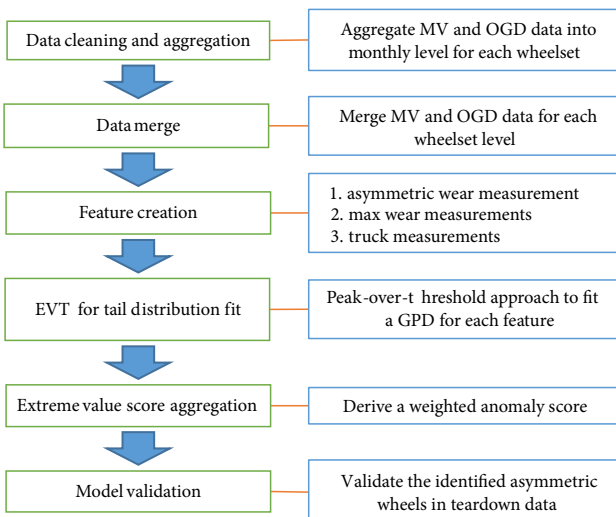 Data cleaning and aggregation
Aggregate MV and OGD data into
monthly level for each wheelset
Data merge
Merge MV and OGD data for each
wheelset level
Feature creation
1. asymmetric wear measurement
2. max wear measurements
3. truck measurements
EVT for tail distribution fit
Peak-over-t hreshold approach to fit
a GPD for each feature
Extreme value score aggregation
Derive a weighted anomaly score
Model validation
Validate the identified asymmetric
wheels in teardown data